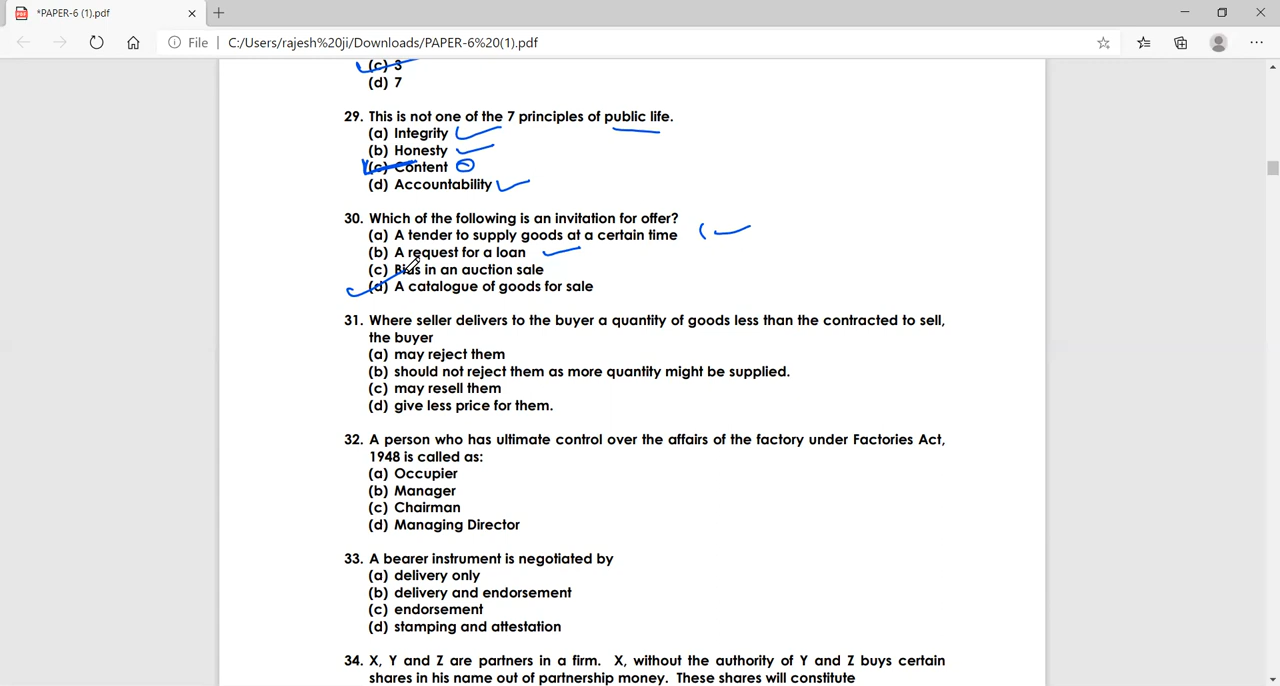 *PAPER-6 (1).pdf
File
C:/Users/rajesh%20ji/Downloads/PAPER-6%20(1).pdf
(c) 3
(d) 7
29. This is not one of the 7 principles of public life.
(a) Integrity
(b) Honesty
(c) Content
(d) Accountability
30. Which of the following is an invitation for offer?
(a) A tender to supply goods at a certain time
(b) A request for a loan
(c) Bids in an auction sale
(d) A catalogue of goods for sale
31. Where seller delivers to the buyer a quantity of goods less than the contracted to sell,
the buyer
(a) may reject them
(b) should not reject them as more quantity might be supplied.
(c) may resell them
(d) give less price for them.
32. A person who has ultimate control over the affairs of the factory under Factories Act,
1948 is called as:
(a) Occupier
(b) Manager
(c) Chairman
(d) Managing Director
33. A bearer instrument is negotiated by
(a) delivery only
(b) delivery and endorsement
(c) endorsement
(d) stamping and attestation
34. X, Y and Z are partners in a firm. X, without the authority of Y and Z buys certain
shares in his name out of partnership money. These shares will constitute